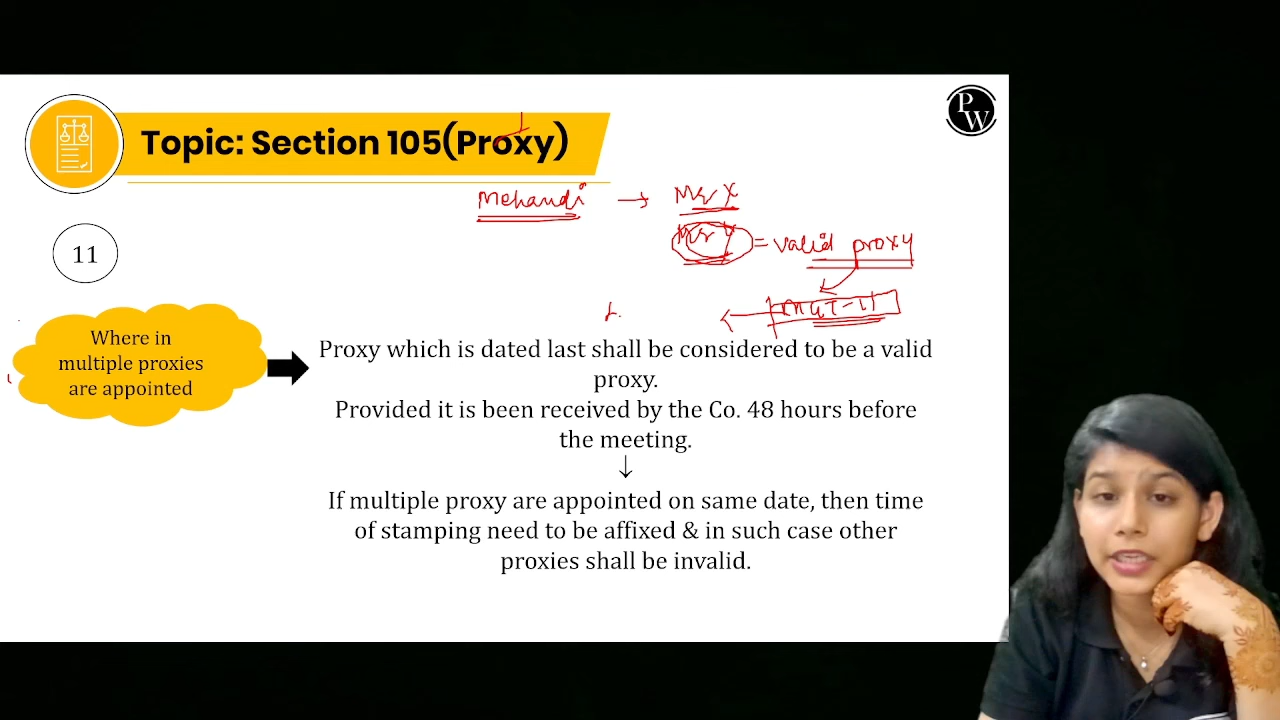 PW
Topic: Section 105(Proxy)
Mehandi → Mr X
Mr Y = valid proxy
11
MGT-11
Where in
multiple proxies
are appointed
Proxy which is dated last shall be considered to be a valid
proxy.
Provided it is been received by the Co. 48 hours before
the meeting.
↓
If multiple proxy are appointed on same date, then time
of stamping need to be affixed & in such case other
proxies shall be invalid.